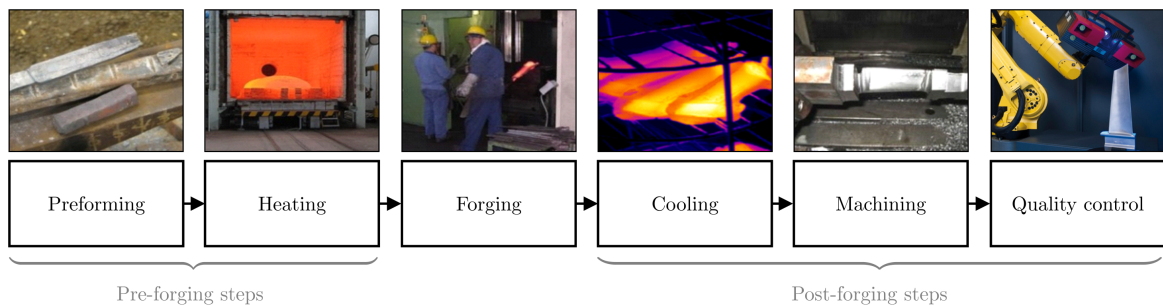 Preforming
Heating
Forging
Cooling
Machining
Quality control
Pre-forging steps
Post-forging steps